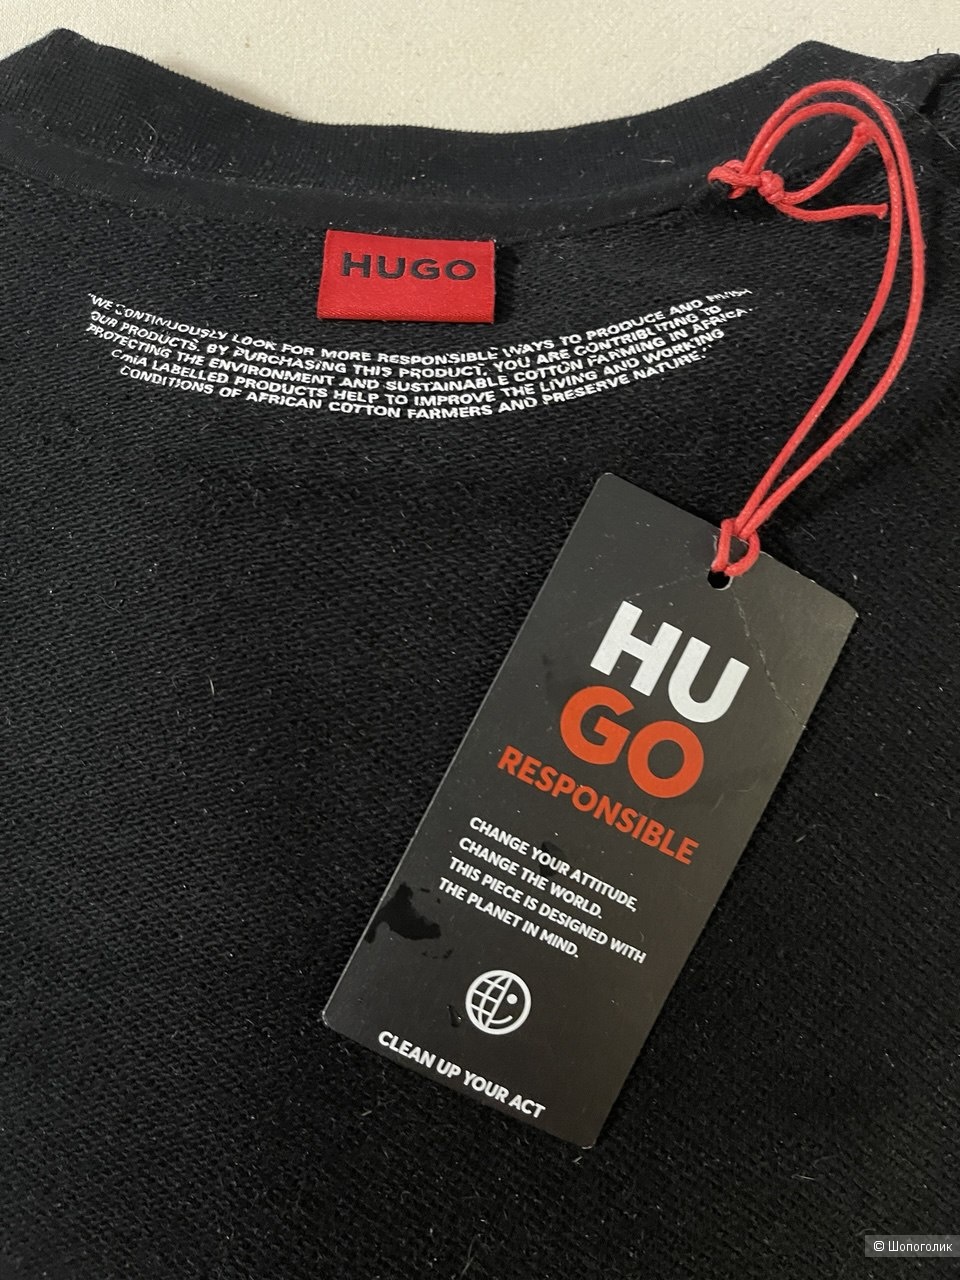 HUGO
"WE CONTINUOUSLY LOOK FOR MORE RESPONSIBLE WAYS TO PRODUCE AND FINISH
OUR PRODUCTS. BY PURCHASING THIS PRODUCT, YOU ARE CONTRIBUTING TO
PROTECTING THE ENVIRONMENT AND SUSTAINABLE COTTON FARMING IN AFRICA.
CmiA LABELLED PRODUCTS HELP TO IMPROVE THE LIVING AND WORKING
CONDITIONS OF AFRICAN COTTON FARMERS AND PRESERVE NATURE."
HU
GO
RESPONSIBLE
CHANGE YOUR ATTITUDE,
CHANGE THE WORLD.
THIS PIECE IS DESIGNED WITH
THE PLANET IN MIND.
CLEAN UP YOUR ACT
© Шопоголик